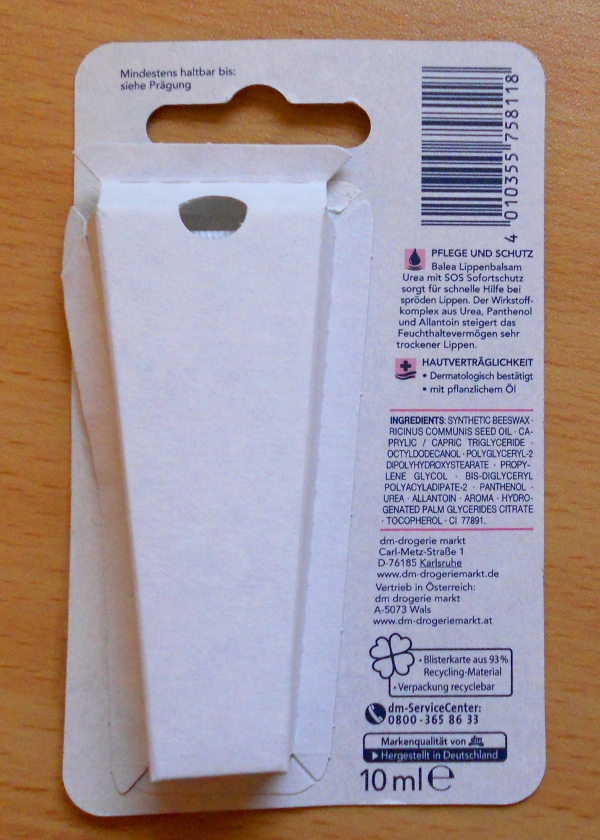 Mindestens haltbar bis:
siehe Prägung
4 010355 758118
PFLEGE UND SCHUTZ
Balea Lippenbalsam
Urea mit SOS Sofortschutz
sorgt für schnelle Hilfe bei
spröden Lippen. Der Wirkstoff-
komplex aus Urea, Panthenol
und Allantoin steigert das
Feuchthaltevermögen sehr
trockener Lippen.
HAUTVERTRÄGLICHKEIT
• Dermatologisch bestätigt
• mit pflanzlichem Öl
INGREDIENTS: SYNTHETIC BEESWAX ·
RICINUS COMMUNIS SEED OIL · CA-
PRYLIC / CAPRIC TRIGLYCERIDE ·
OCTYLDODECANOL · POLYGLYCERYL-2
DIPOLYHYDROXYSTEARATE · PROPY-
LENE GLYCOL · BIS-DIGLYCERYL
POLYACYLADIPATE-2 · PANTHENOL ·
UREA · ALLANTOIN · AROMA · HYDRO-
GENATED PALM GLYCERIDES CITRATE
· TOCOPHEROL · CI 77891.
dm-drogerie markt
Carl-Metz-Straße 1
D-76185 Karlsruhe
www.dm-drogeriemarkt.de
Vertrieb in Österreich:
dm drogerie markt
A-5073 Wals
www.dm-drogeriemarkt.at
• Blisterkarte aus 93%
Recycling-Material
• Verpackung recyclebar
dm-ServiceCenter:
0800-365 86 33
Markenqualität von dm
Hergestellt in Deutschland
10 ml ℮